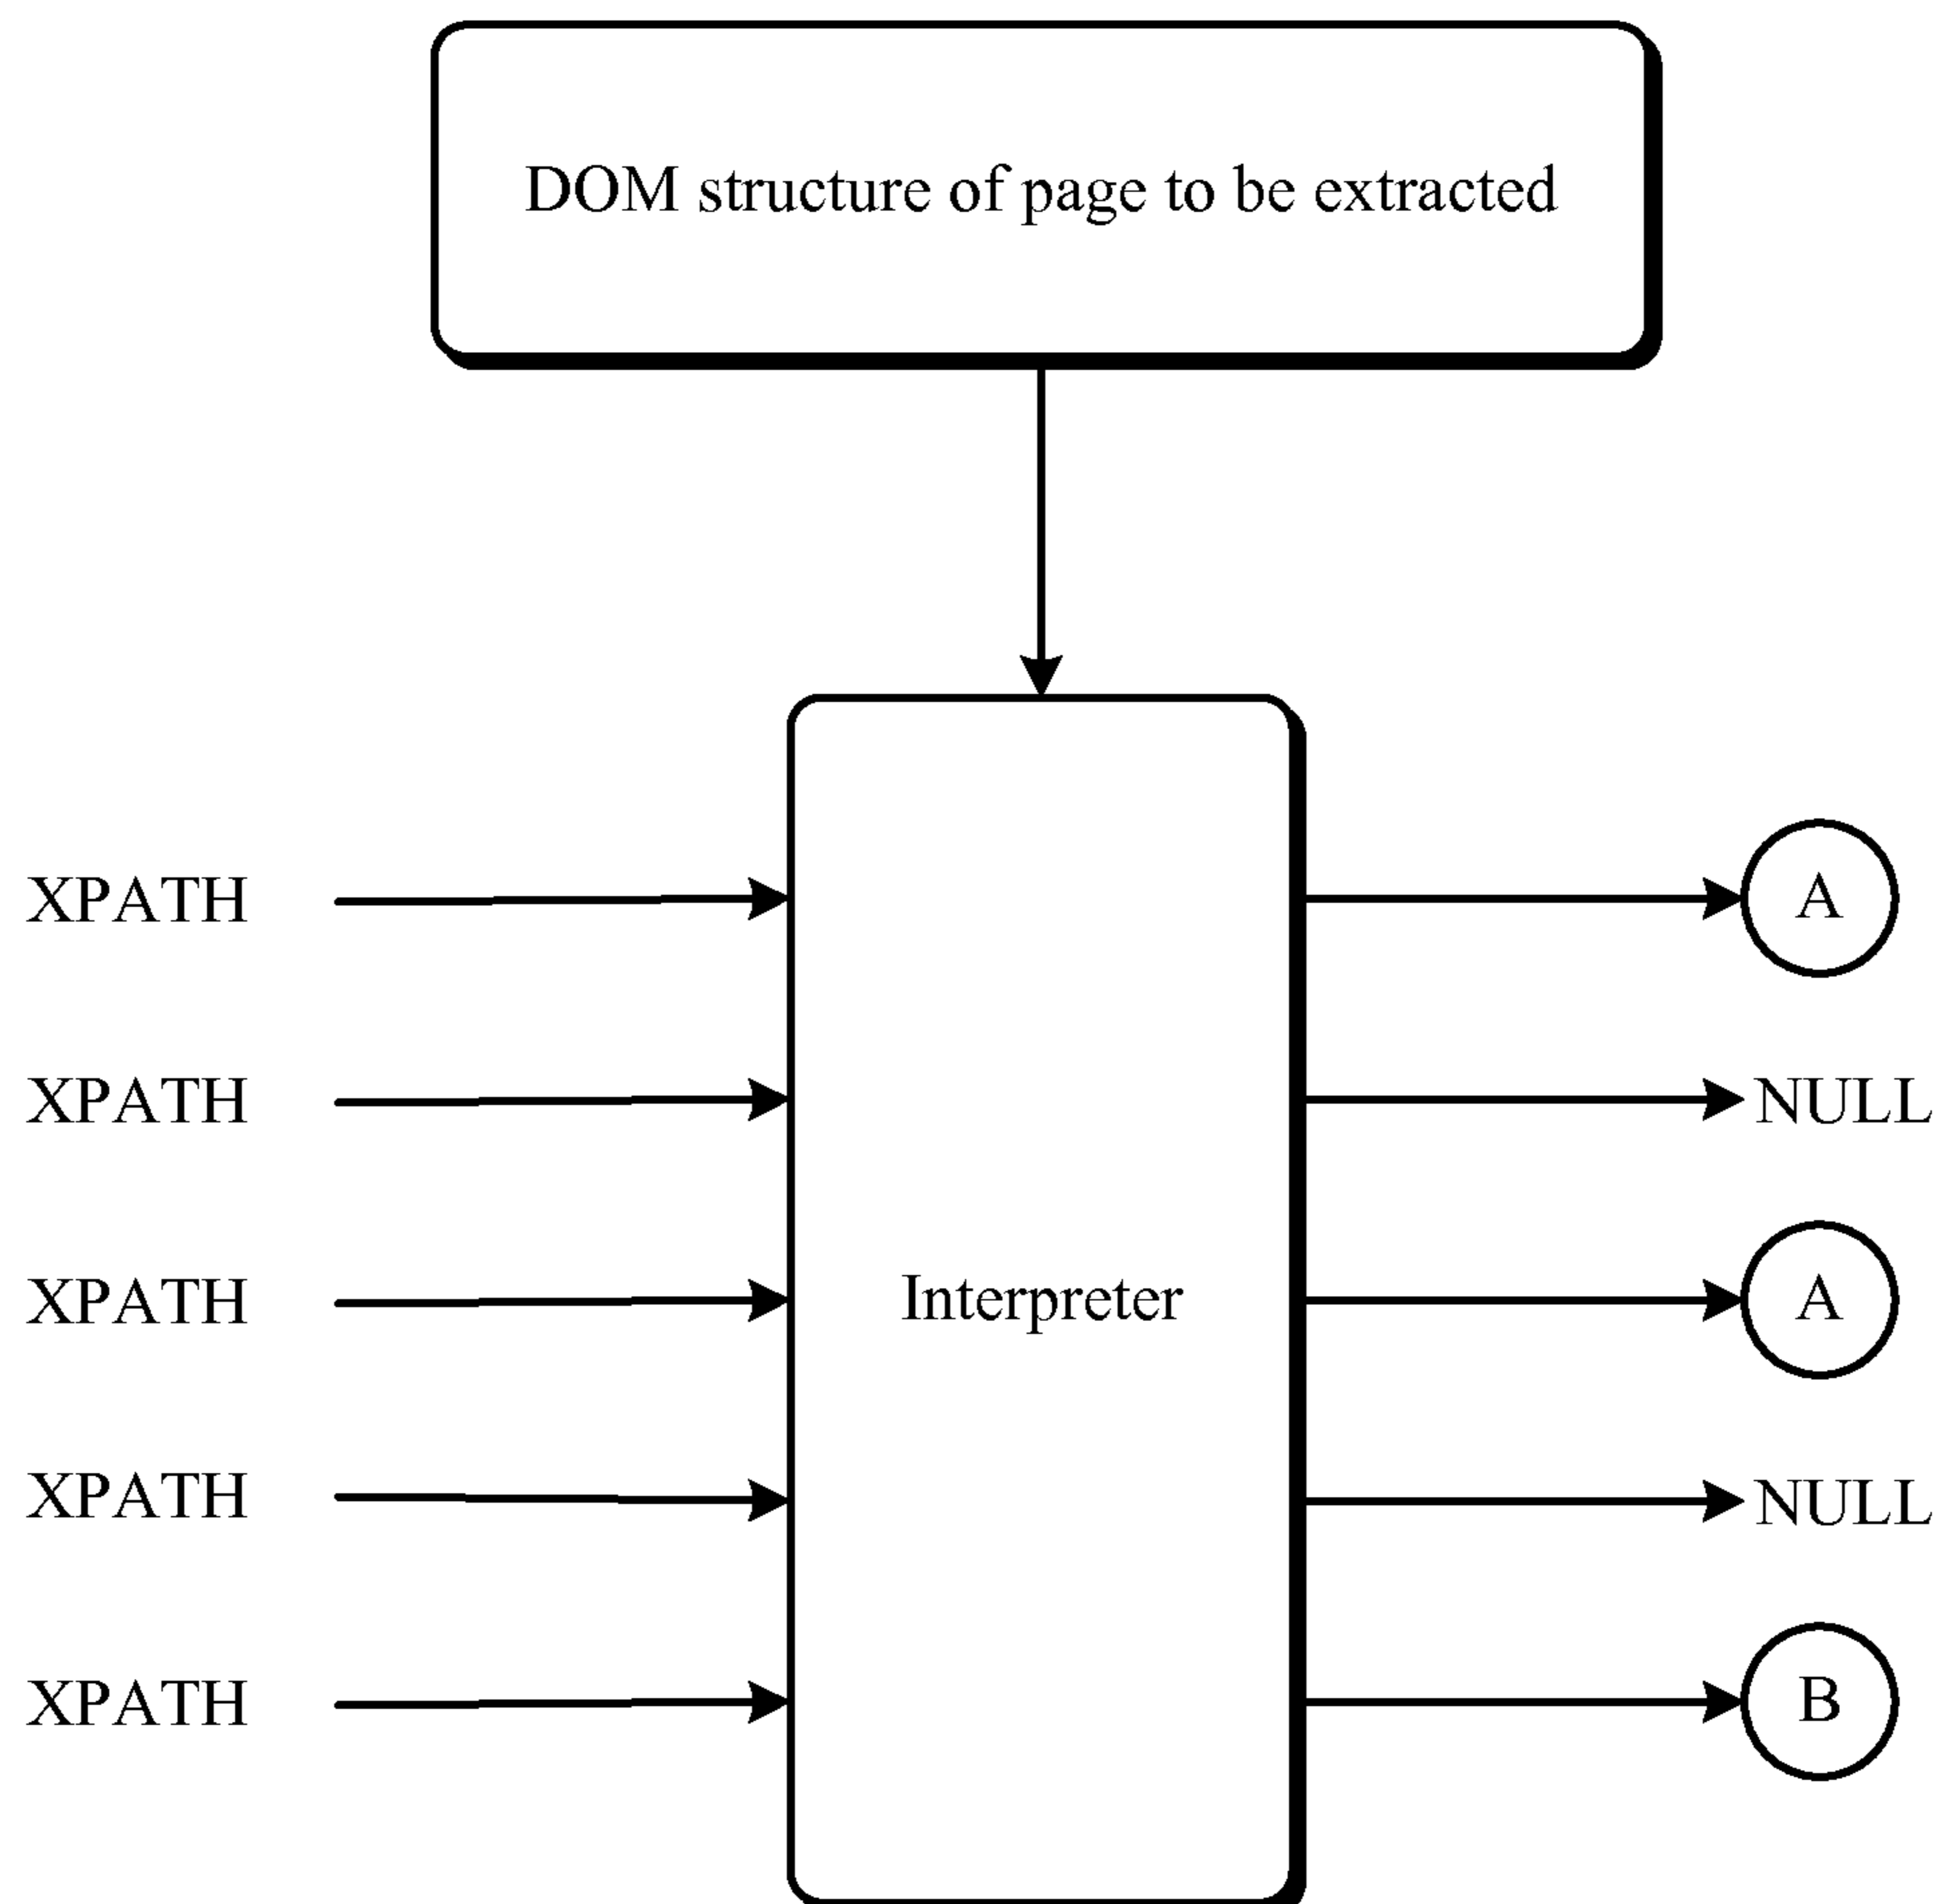 DOM structure of page to be extracted
XPATH
A
XPATH
NULL
XPATH
Interpreter
A
XPATH
NULL
XPATH
B